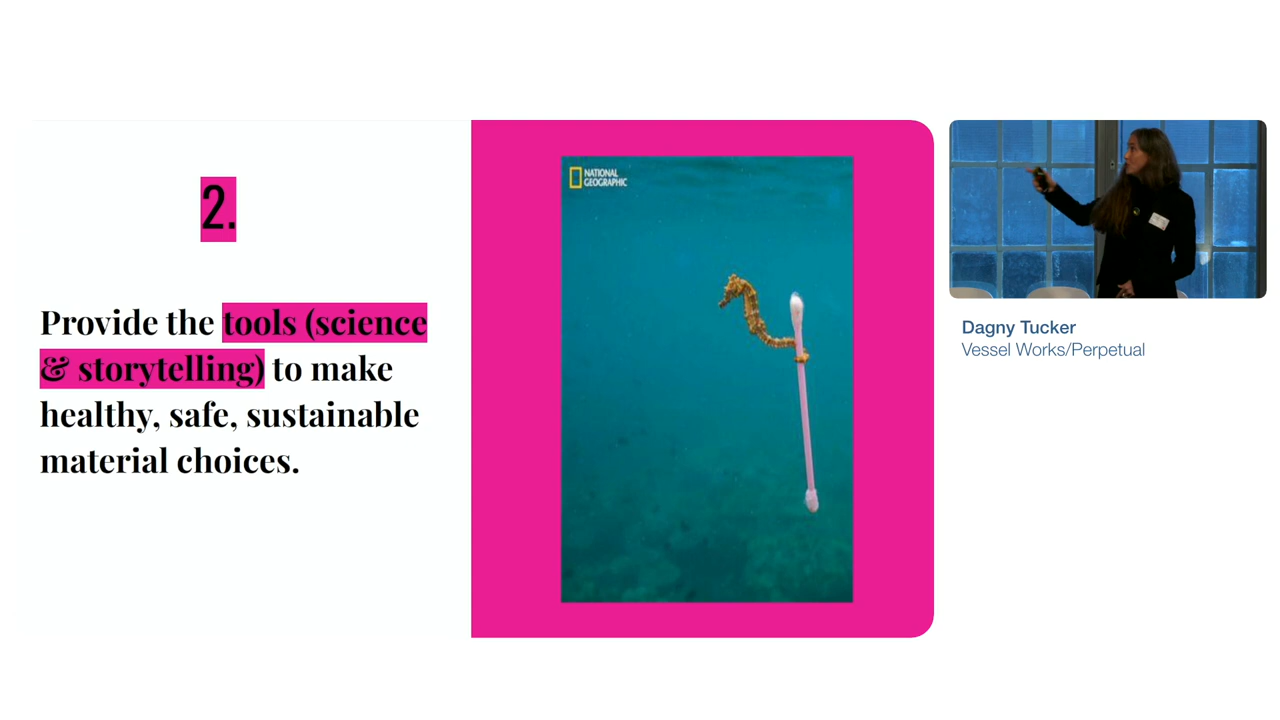 2.
Provide the tools (science
& storytelling) to make
healthy, safe, sustainable
material choices.
NATIONAL
GEOGRAPHIC
Dagny Tucker
Vessel Works/Perpetual